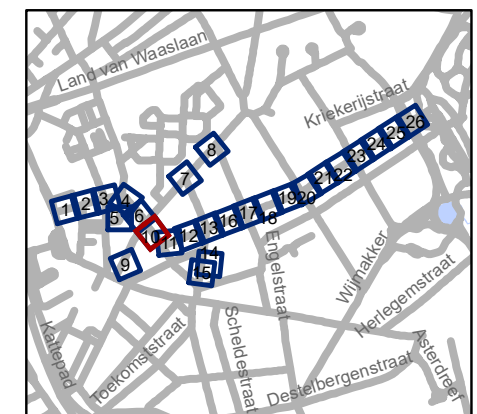 Land van Waaslaan
Kriekerijstraat
1
2
3
4
5
6
7
8
9
10
11
12
13
14
15
16
17
18
19
20
21
22
23
24
25
26
Engelstraat
Wijmakker
Herlegemstraat
Scheldestraat
Toekomststraat
Kattepad
Destelbergenstraat
Asterdreef